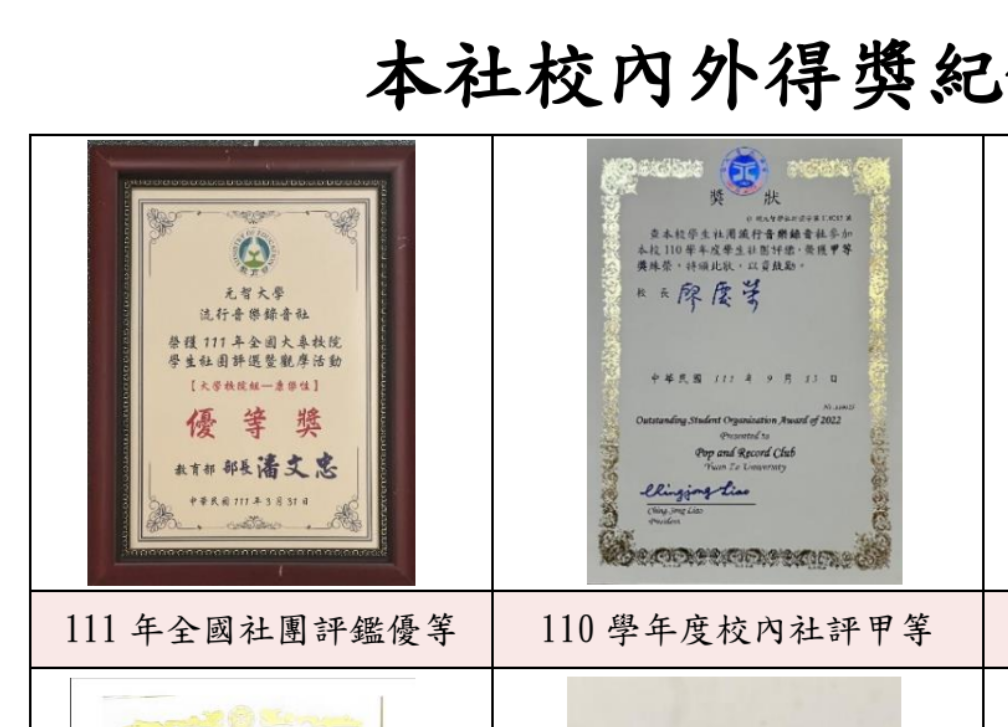 本社校內外得獎紀
元智大學
流行音樂錄音社
榮獲 111 年全國大專校院
學生社團評選暨觀摩活動
【大學校院組—康樂性】
優等獎
教育部 部長 潘文忠
中華民國 111 年 3 月 31 日
獎狀
查本校學生社團流行音樂錄音社參加
本校 110 學年度學生社團評鑑，榮獲甲等
獎殊榮，特頒此狀，以資鼓勵。
校長 廖慶榮
中華民國 111 年 9 月 13 日
Outstanding Student Organization Award of 2022
Presented to
Pop and Record Club
Yuan Ze University
Chingjong Liao
Ching-Jong Liao
President
111 年全國社團評鑑優等
110 學年度校內社評甲等